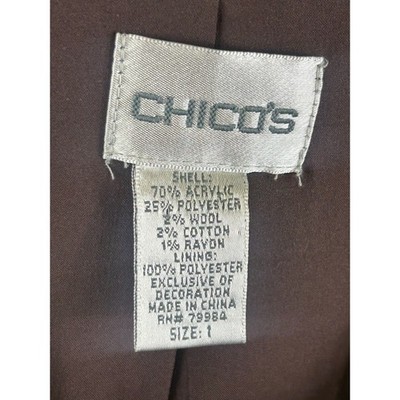 CHICO'S
SHELL:
70% ACRYLIC
25% POLYESTER
2% WOOL
2% COTTON
1% RAYON
LINING:
100% POLYESTER
EXCLUSIVE OF
DECORATION
MADE IN CHINA
RN# 79984
SIZE: 1